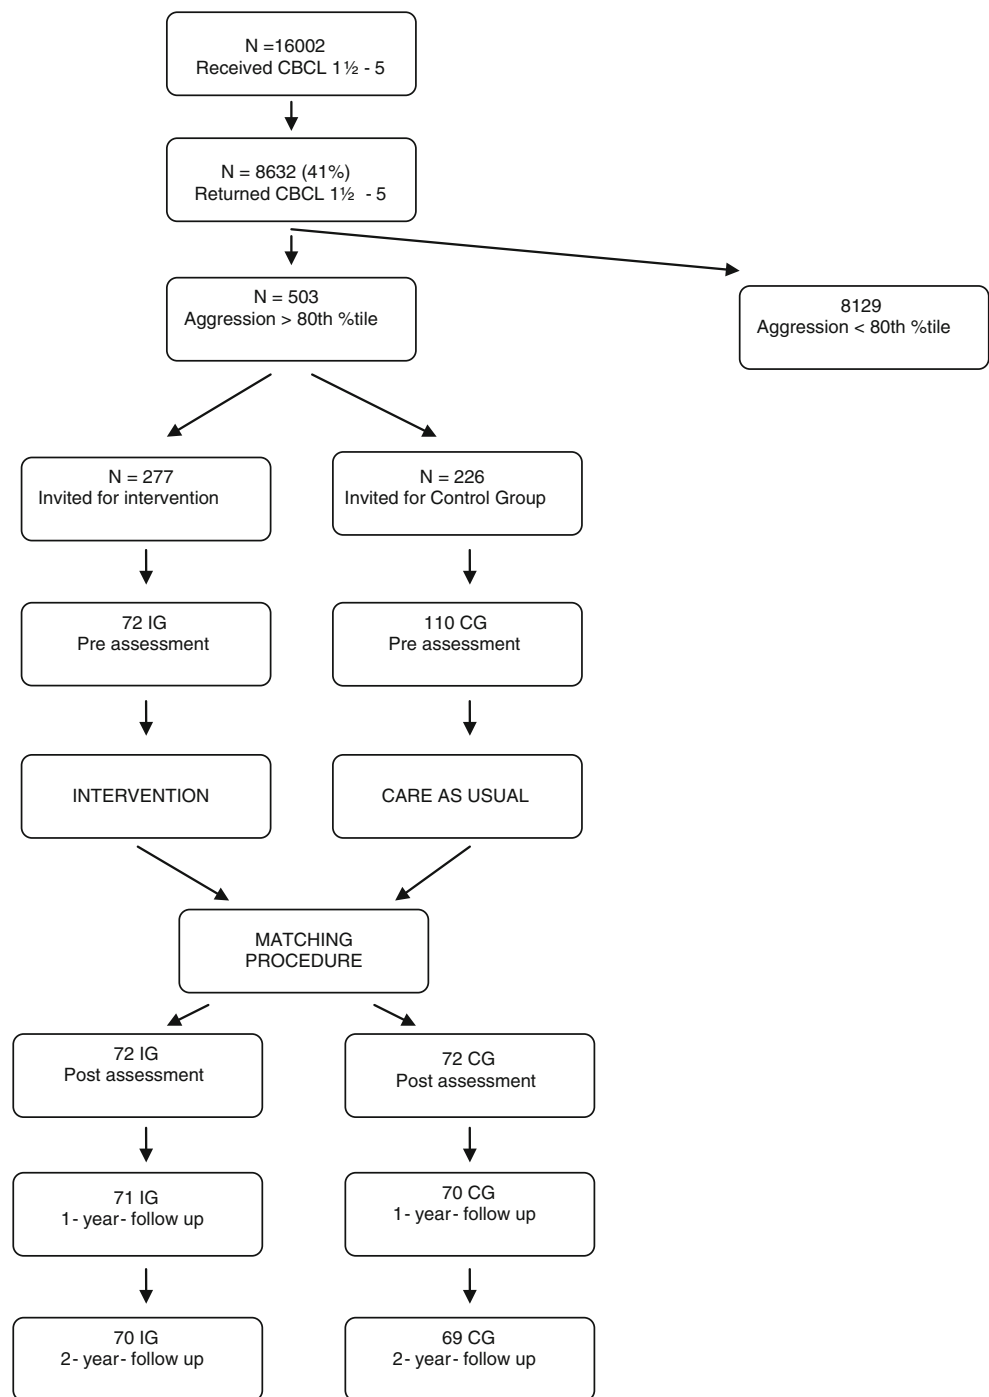 N =16002
Received CBCL 1½ - 5
N = 8632 (41%)
Returned CBCL 1½ - 5
N = 503
Aggression > 80th %tile
8129
Aggression < 80th %tile
N = 277
Invited for intervention
N = 226
Invited for Control Group
72 IG
Pre assessment
110 CG
Pre assessment
INTERVENTION
CARE AS USUAL
MATCHING
PROCEDURE
72 IG
Post assessment
72 CG
Post assessment
71 IG
1- year- follow up
70 CG
1- year- follow up
70 IG
2- year- follow up
69 CG
2- year- follow up